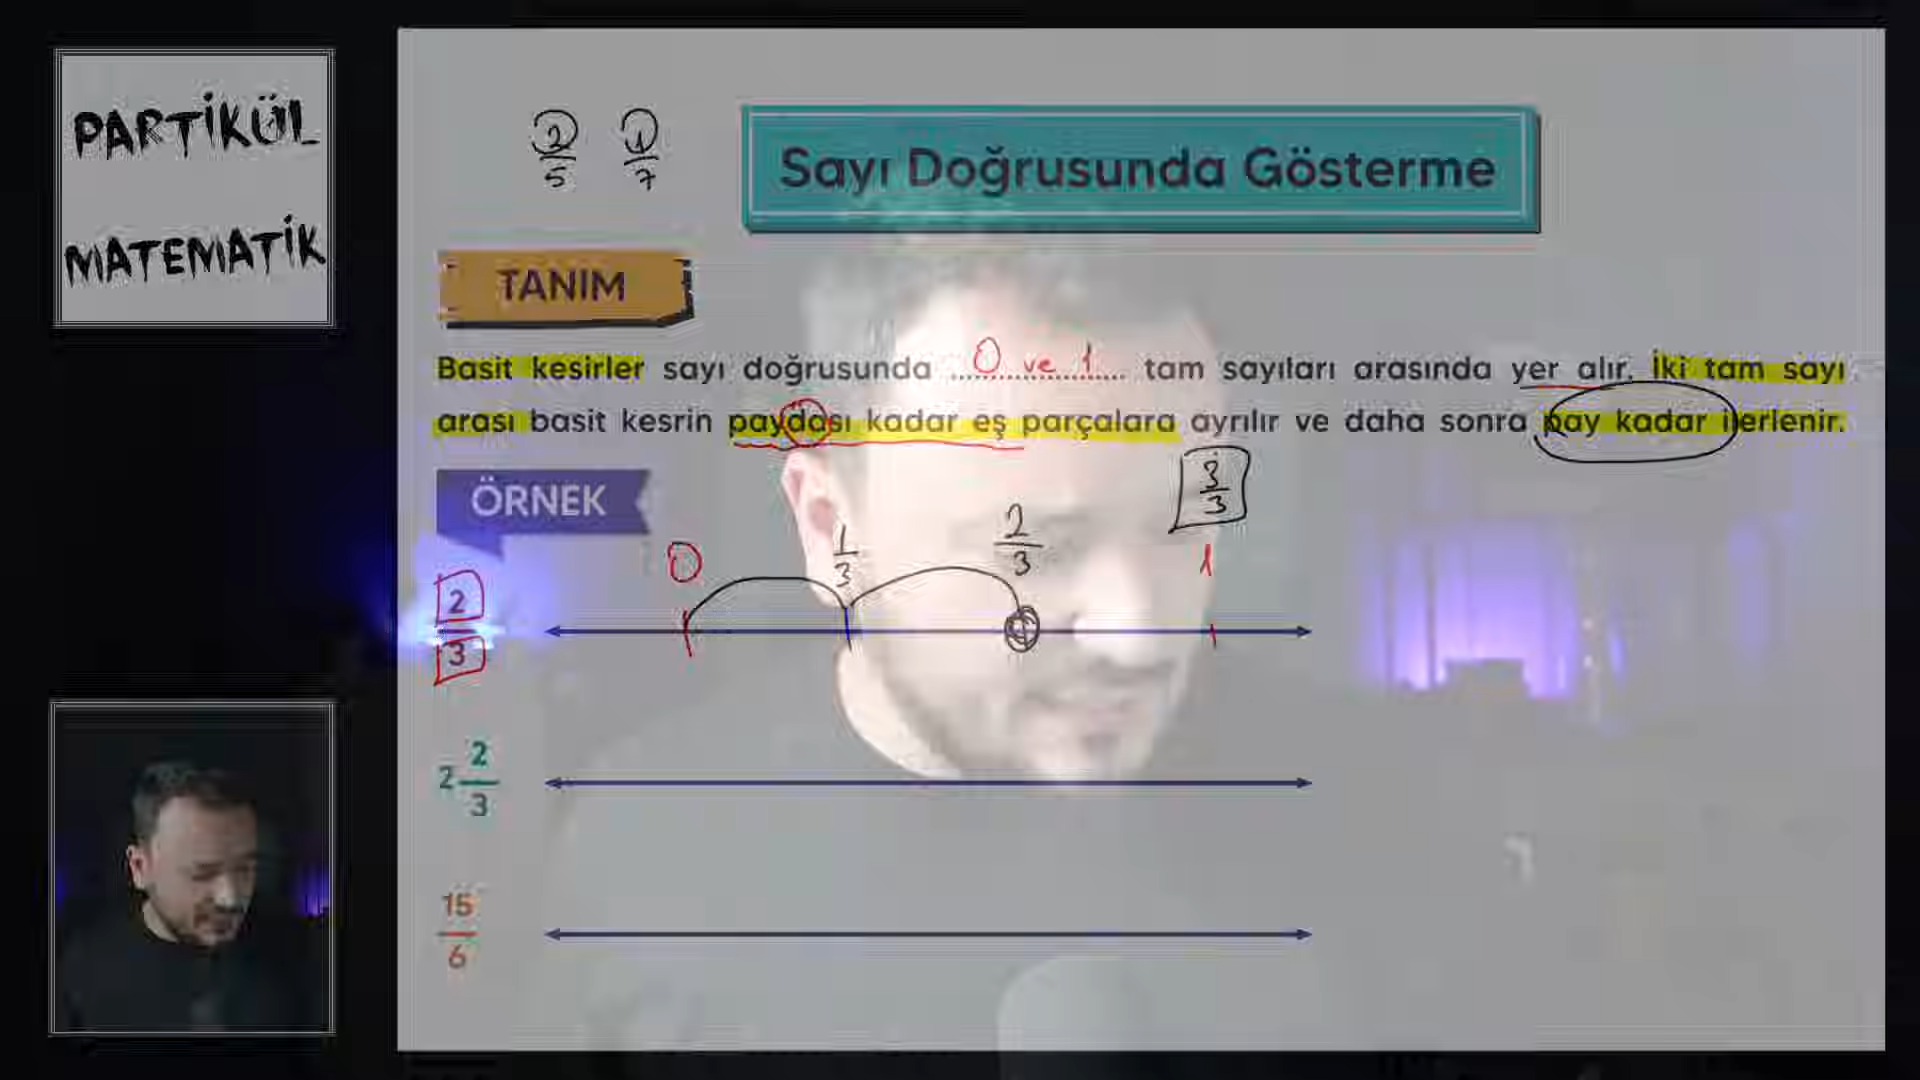 PARTİKÜL
MATEMATİK
2/5 1/7
Sayı Doğrusunda Gösterme
TANIM
Basit kesirler sayı doğrusunda 0 ve 1 tam sayıları arasında yer alır. İki tam sayı
arası basit kesrin paydası kadar eş parçalara ayrılır ve daha sonra pay kadar ilerlenir.
ÖRNEK
2/3 0 1/3 2/3 3/3 1
2 2/3
15/6